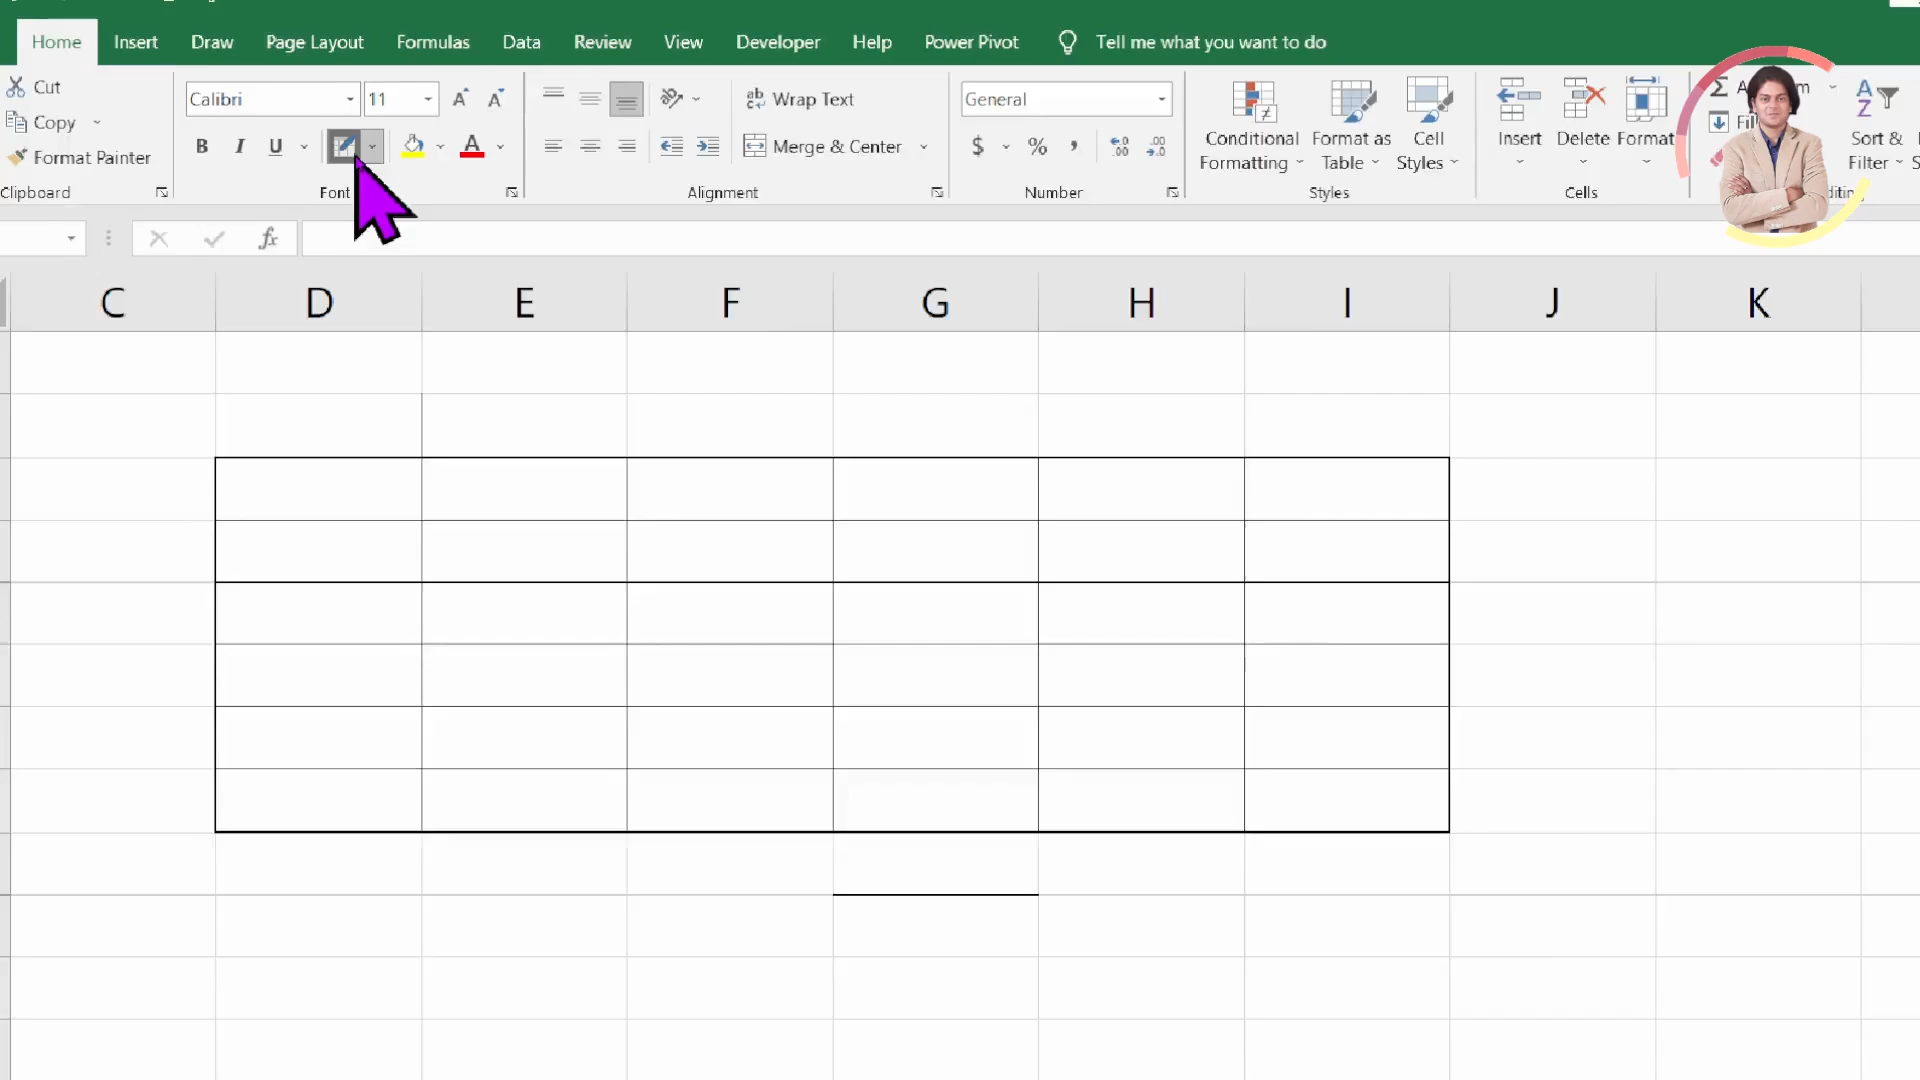 Home Insert Draw Page Layout Formulas Data Review View Developer Help Power Pivot Tell me what you want to do
Cut
Copy
Format Painter
Clipboard
Calibri 11
B I U
Font
Wrap Text
Merge & Center
Alignment
General
$ % ,
Number
Conditional Formatting
Format as Table
Cell Styles
Styles
Insert Delete Format
Cells
Sort & Filter
fx
C D E F G H I J K